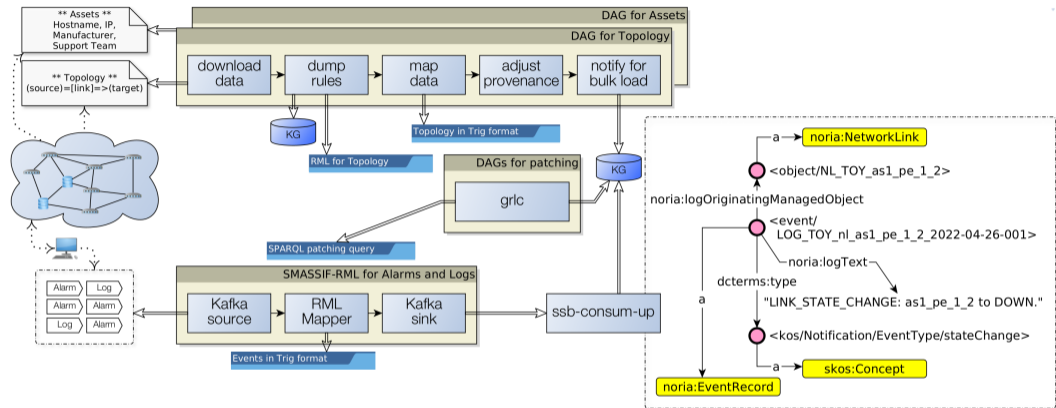 ** Assets **
Hostname, IP,
Manufacturer,
Support Team
** Topology **
(source)=[link]=>(target)
DAG for Assets
DAG for Topology
download
data
dump
rules
map
data
adjust
provenance
notify for
bulk load
KG
Topology in Trig format
RML for Topology
DAGs for patching
grlc
KG
SPARQL patching query
SMASSIF-RML for Alarms and Logs
Kafka
source
RML
Mapper
Kafka
sink
ssb-consum-up
Events in Trig format
Alarm
Log
Alarm
Alarm
Log
Alarm
a
noria:NetworkLink
<object/NL_TOY_as1_pe_1_2>
noria:logOriginatingManagedObject
<event/
LOG_TOY_nl_as1_pe_1_2_2022-04-26-001>
noria:logText
dcterms:type
a
"LINK_STATE_CHANGE: as1_pe_1_2 to DOWN."
<kos/Notification/EventType/stateChange>
a
skos:Concept
noria:EventRecord